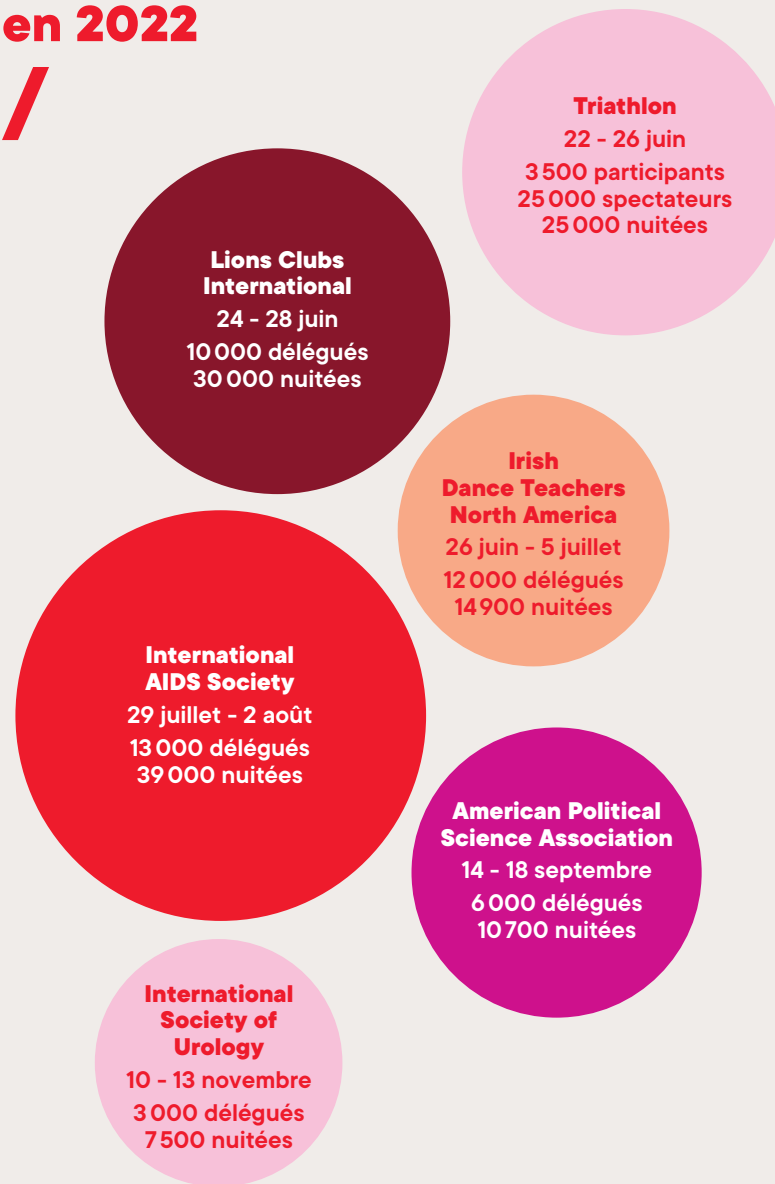 en 2022
/
Triathlon
22 - 26 juin
3 500 participants
25 000 spectateurs
25 000 nuitées
Lions Clubs
International
24 - 28 juin
10 000 délégués
30 000 nuitées
Irish
Dance Teachers
North America
26 juin - 5 juillet
12 000 délégués
14 900 nuitées
International
AIDS Society
29 juillet - 2 août
13 000 délégués
39 000 nuitées
American Political
Science Association
14 - 18 septembre
6 000 délégués
10 700 nuitées
International
Society of
Urology
10 - 13 novembre
3 000 délégués
7 500 nuitées